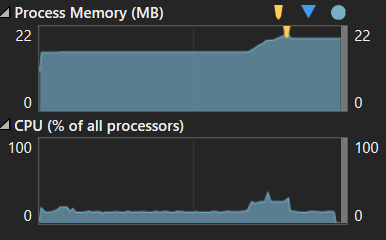 Process Memory (MB)
22 22
0 0
CPU (% of all processors)
100 100
0 0